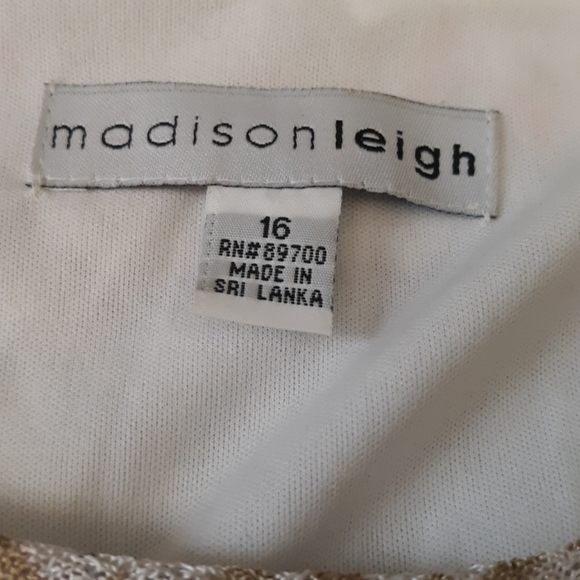 madisonleigh
16
RN#89700
MADE IN
SRI LANKA